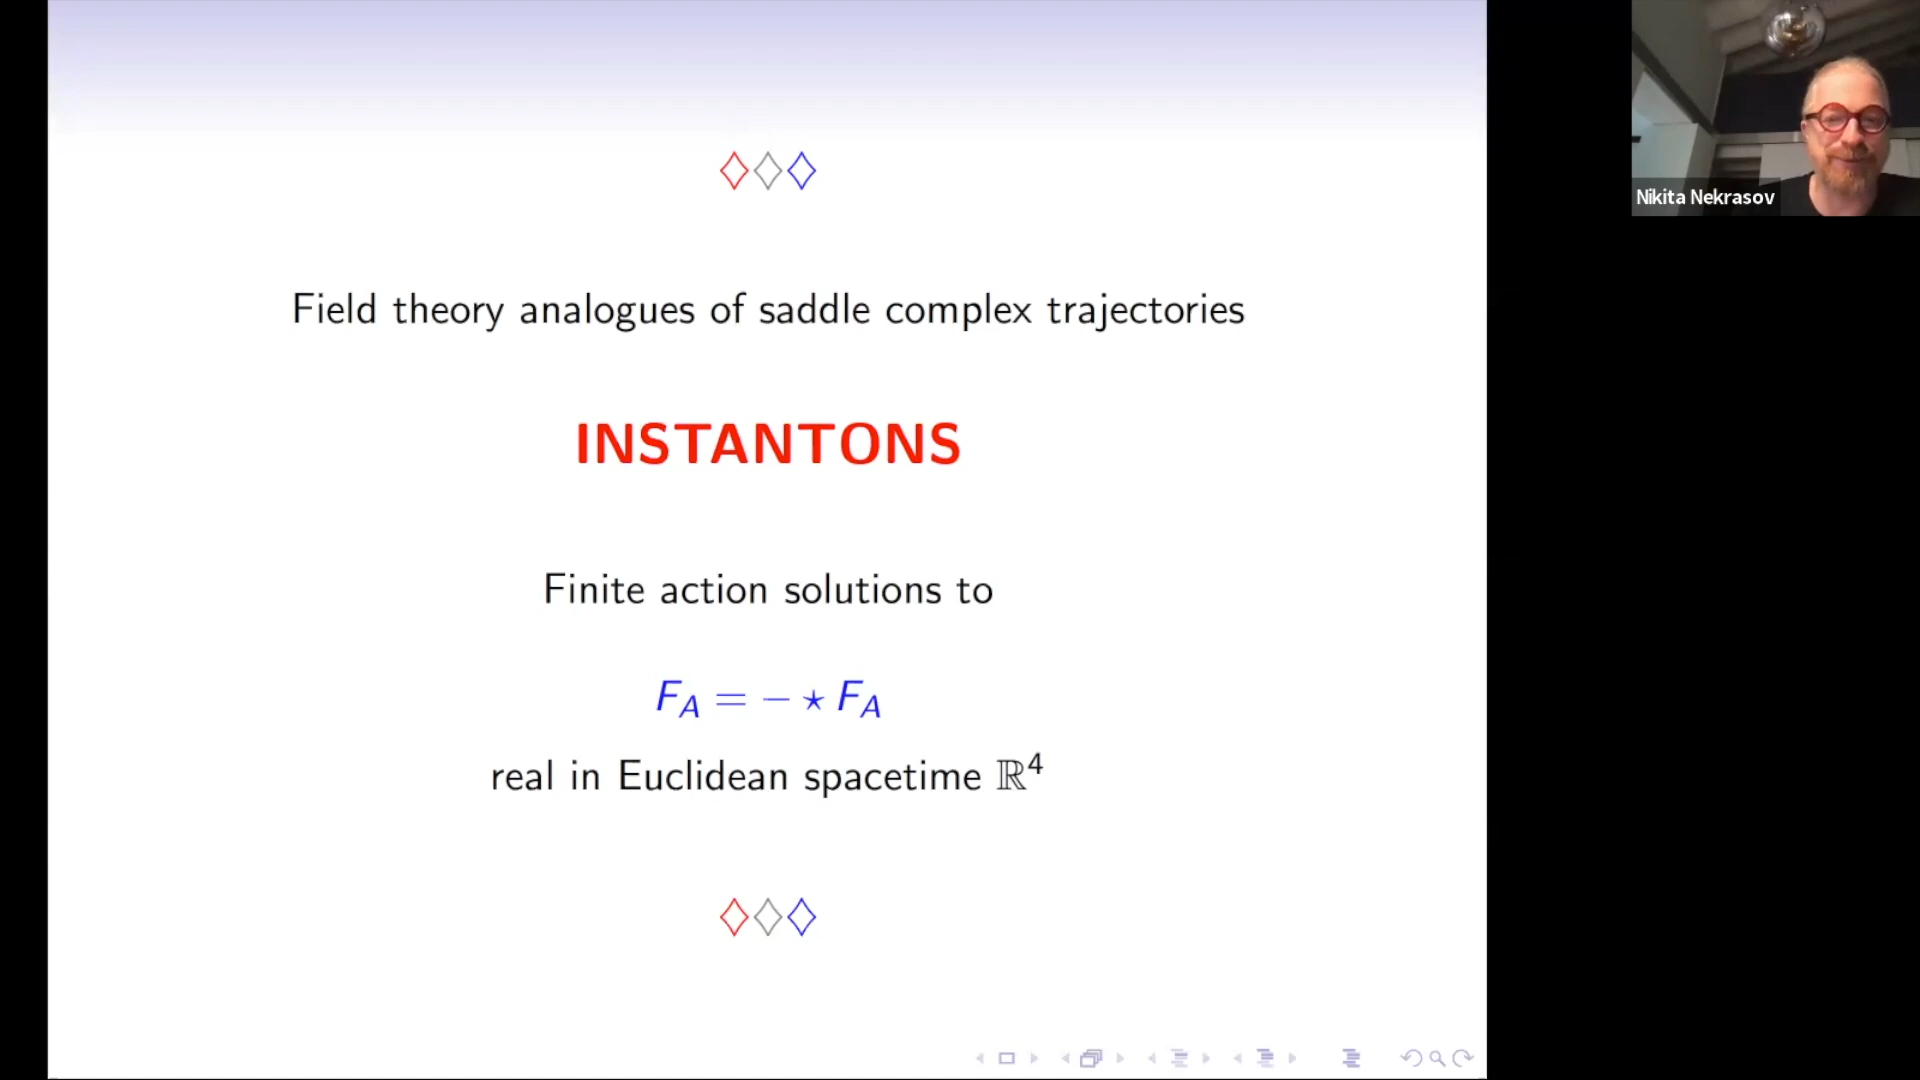 Field theory analogues of saddle complex trajectories
INSTANTONS
Finite action solutions to
F_A = − ⋆ F_A
real in Euclidean spacetime ℝ⁴
Nikita Nekrasov